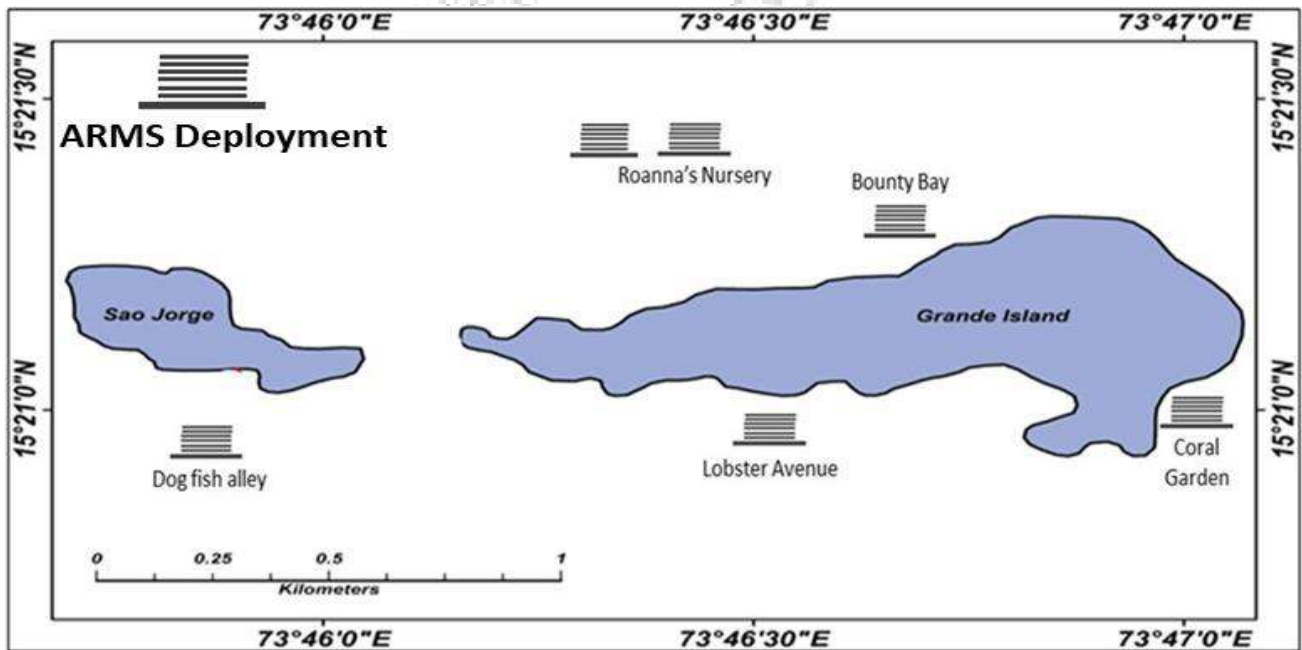 73°46'0"E 73°46'30"E 73°47'0"E
15°21'30"N 15°21'30"N
ARMS Deployment
Roanna's Nursery
Bounty Bay
Sao Jorge
Grande Island
15°21'0"N 15°21'0"N
Dog fish alley
Lobster Avenue
Coral
Garden
0 0.25 0.5 1
Kilometers
73°46'0"E 73°46'30"E 73°47'0"E